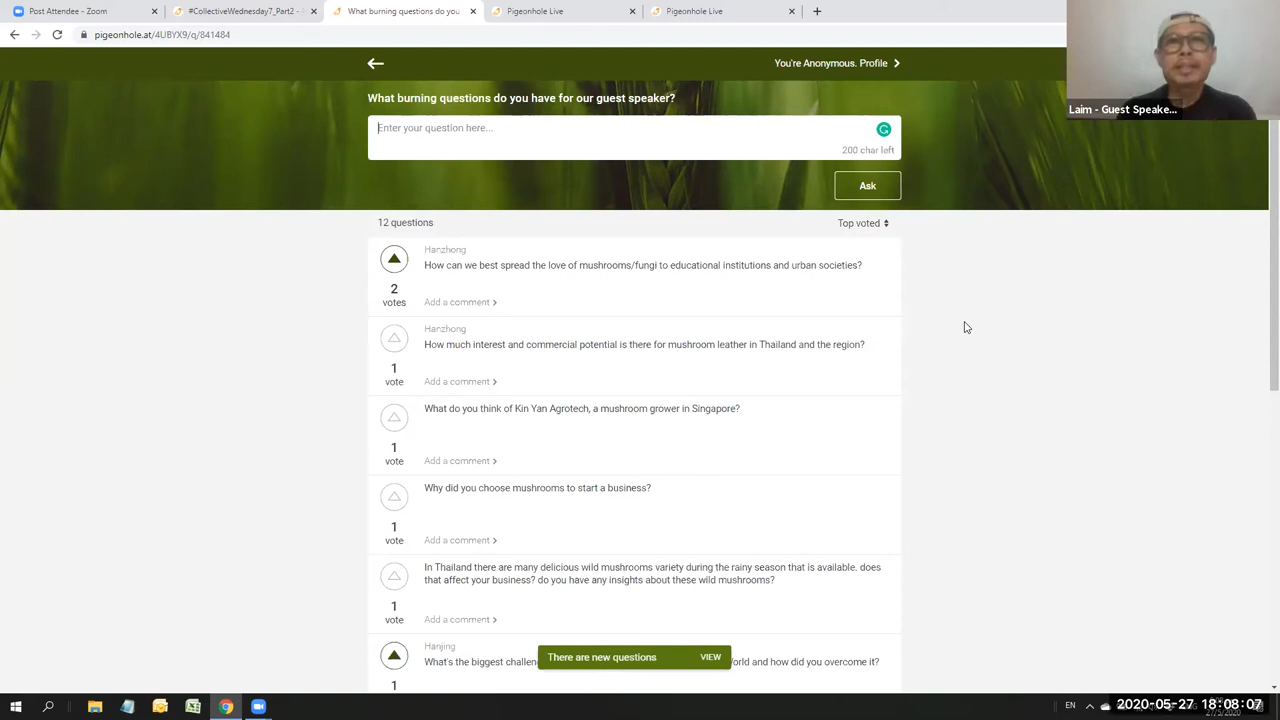 Post Attendee - Zoom
#CollectiveWednesday7_Part2 -
What burning questions do you
Pigeonhole Live
Pigeonhole Live
pigeonhole.at/4UBYX9/q/841484
You're Anonymous. Profile
Laim - Guest Speake...
What burning questions do you have for our guest speaker?
Enter your question here...
200 char left
Ask
12 questions
Top voted
Hanzhong
How can we best spread the love of mushrooms/fungi to educational institutions and urban societies?
2
votes
Add a comment
Hanzhong
How much interest and commercial potential is there for mushroom leather in Thailand and the region?
1
vote
Add a comment
What do you think of Kin Yan Agrotech, a mushroom grower in Singapore?
1
vote
Add a comment
Why did you choose mushrooms to start a business?
1
vote
Add a comment
In Thailand there are many delicious wild mushrooms variety during the rainy season that is available. does
that affect your business? do you have any insights about these wild mushrooms?
1
vote
Add a comment
Hanjing
What's the biggest challen
orld and how did you overcome it?
1
There are new questions
VIEW
EN
2020-05-27 18:08:07